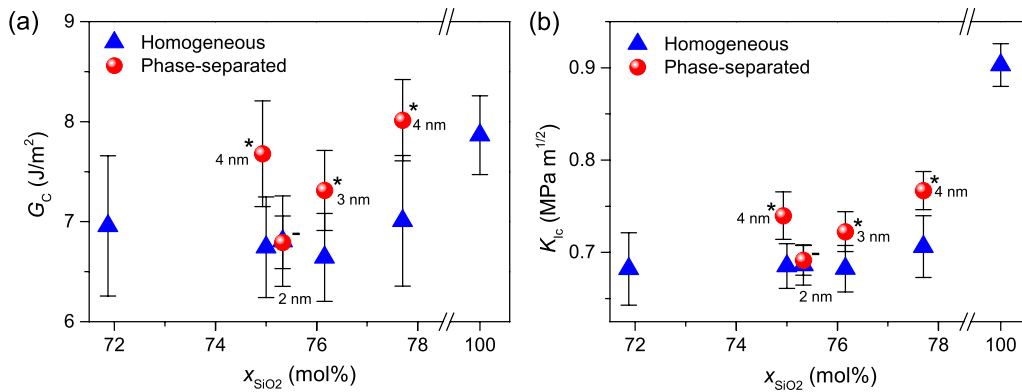 (a)
9
8
7
6
G_C (J/m²)
Homogeneous
Phase-separated
*
4 nm
-
2 nm
*
3 nm
*
4 nm
72 74 76 78 100
x_SiO2 (mol%)
(b)
0.9
0.8
0.7
K_Ic (MPa m^1/2)
Homogeneous
Phase-separated
*
4 nm
-
2 nm
*
3 nm
*
4 nm
72 74 76 78 100
x_SiO2 (mol%)